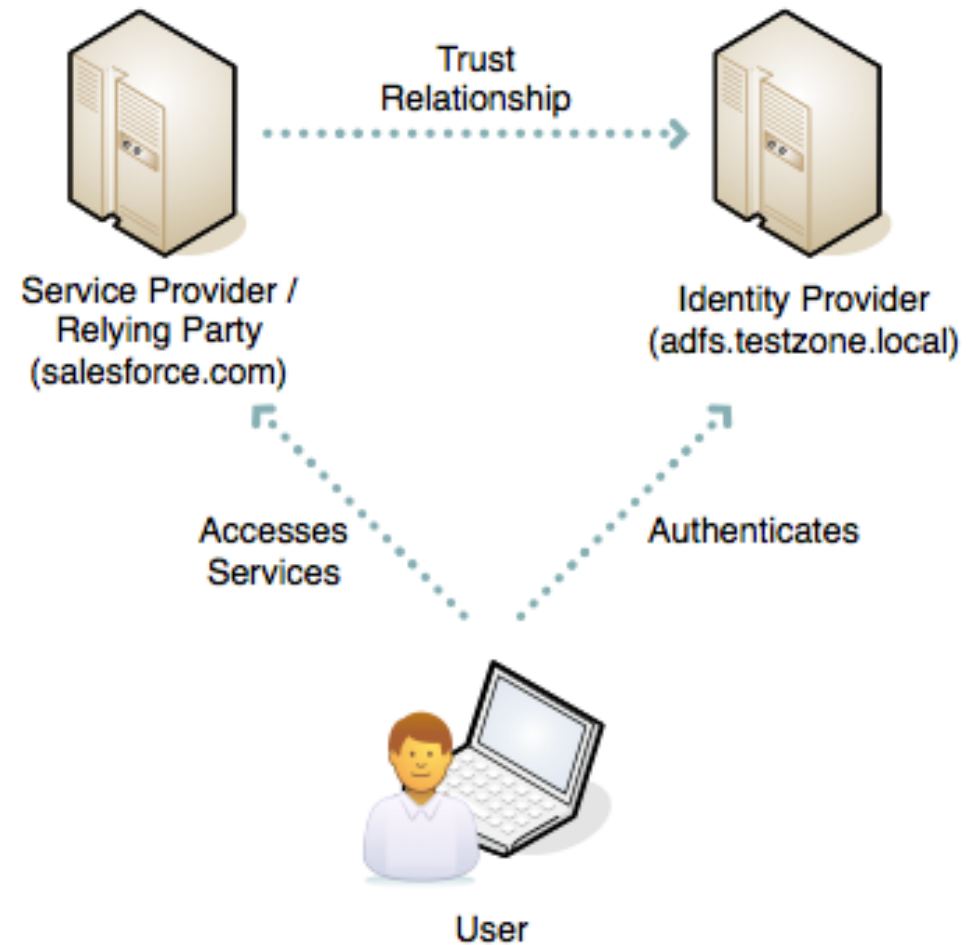 Trust
Relationship
Service Provider /
Relying Party
(salesforce.com)
Identity Provider
(adfs.testzone.local)
Accesses
Services
Authenticates
User